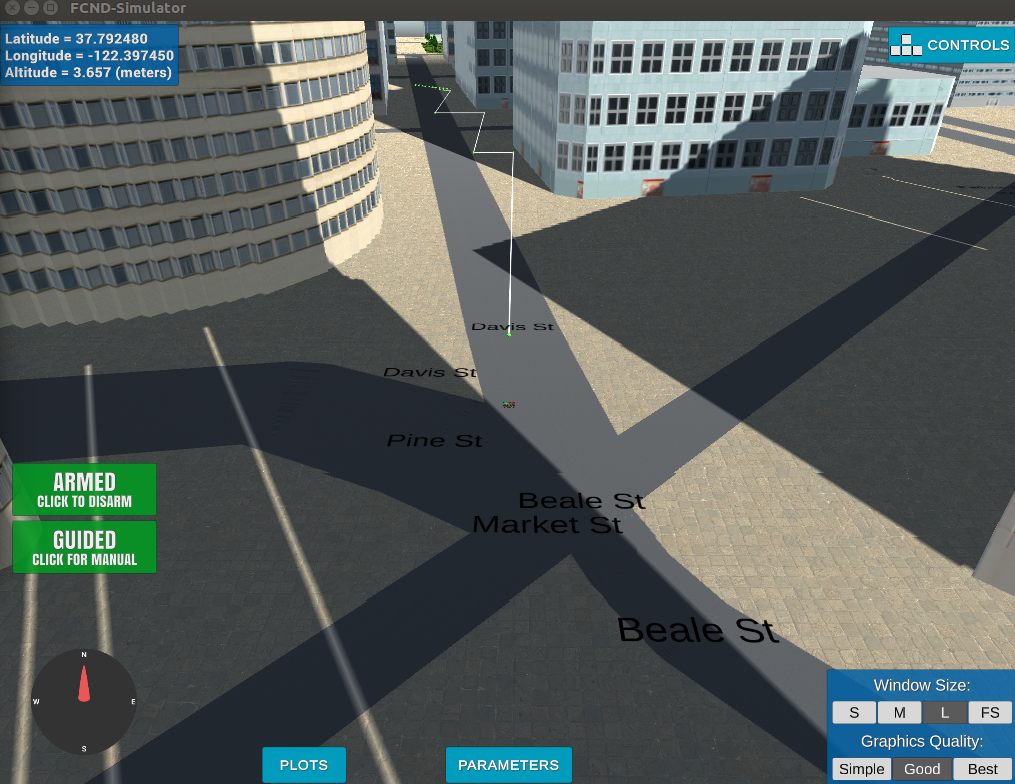 FCND-Simulator
Latitude = 37.792480
Longitude = -122.397450
Altitude = 3.657 (meters)
CONTROLS
Davis St
Davis St
Pine St
Beale St
Market St
Beale St
ARMED
CLICK TO DISARM
GUIDED
CLICK FOR MANUAL
N
W
E
S
PLOTS
PARAMETERS
Window Size:
S M L FS
Graphics Quality:
Simple Good Best